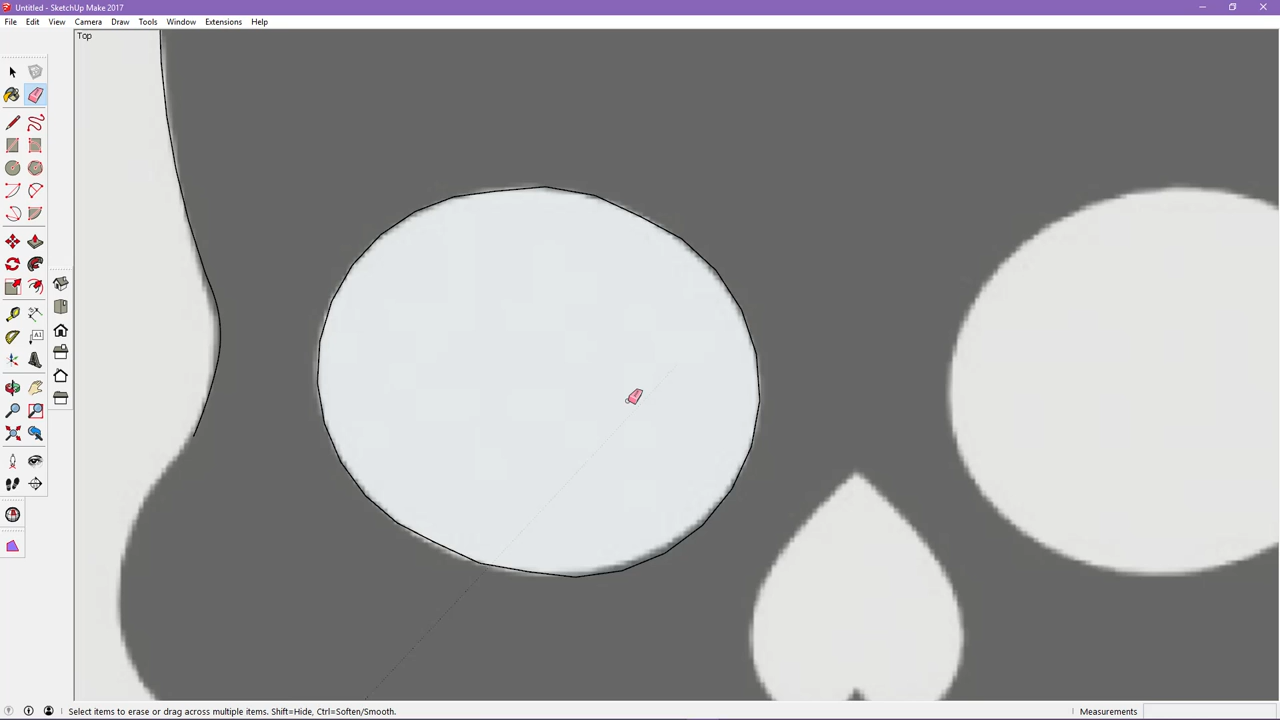 Untitled - SketchUp Make 2017
File Edit View Camera Draw Tools Window Extensions Help
Top
A1
Select items to erase or drag across multiple items. Shift=Hide, Ctrl=Soften/Smooth.
Measurements